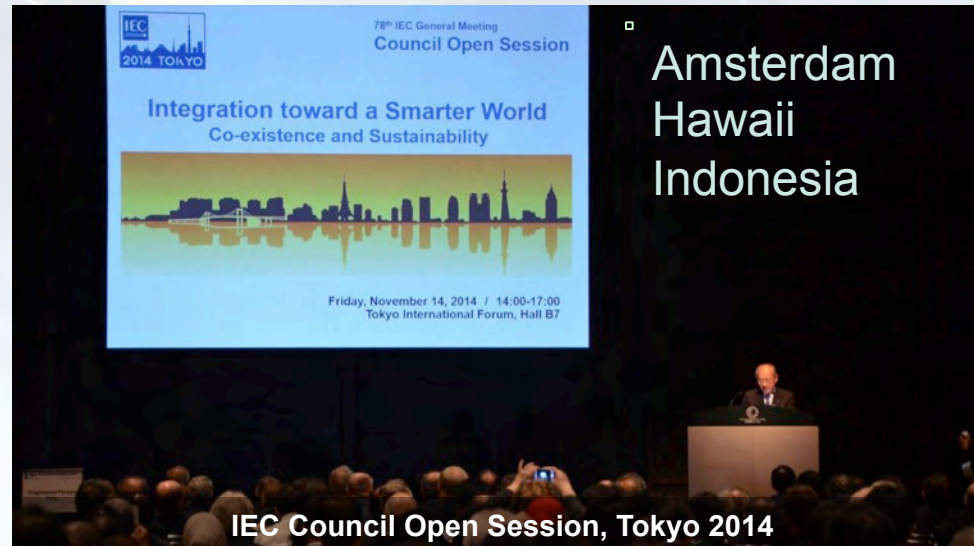 IEC
2014 TOKYO
78th IEC General Meeting
Council Open Session
Integration toward a Smarter World
Co-existence and Sustainability
Friday, November 14, 2014 / 14:00-17:00
Tokyo International Forum, Hall B7
Amsterdam
Hawaii
Indonesia
IEC Council Open Session, Tokyo 2014